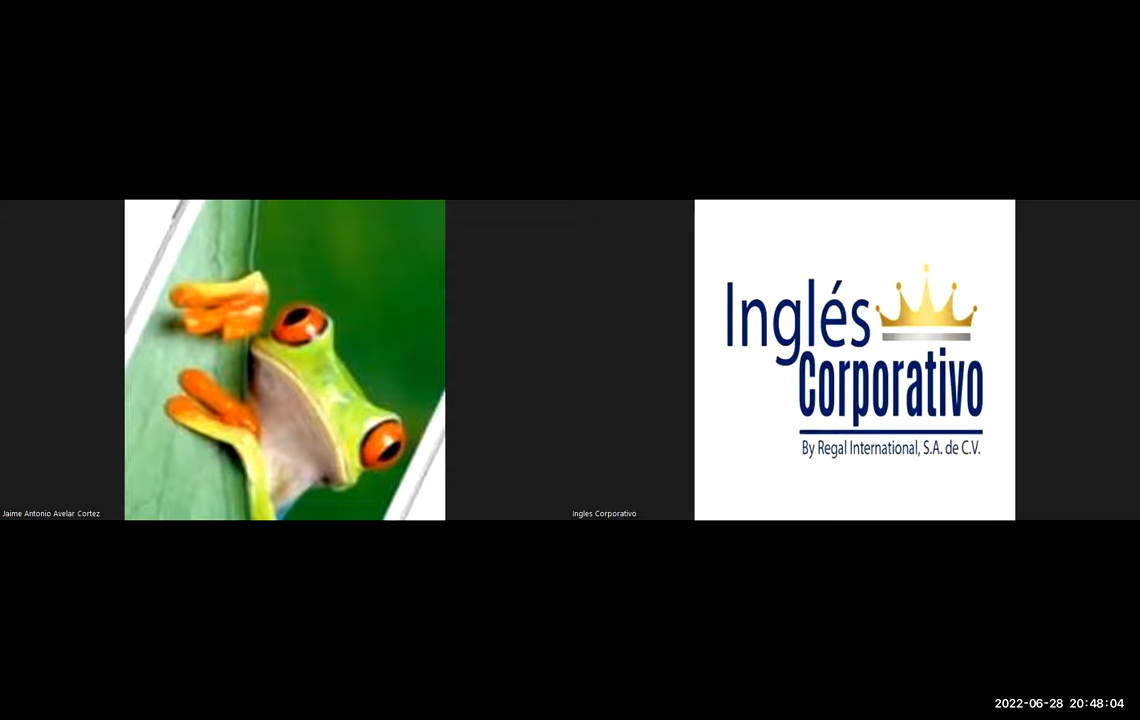 Inglés
Corporativo
By Regal International, S.A. de C.V.
Jaime Antonio Avelar Cortez
Ingles Corporativo
2022-06-28 20:48:04